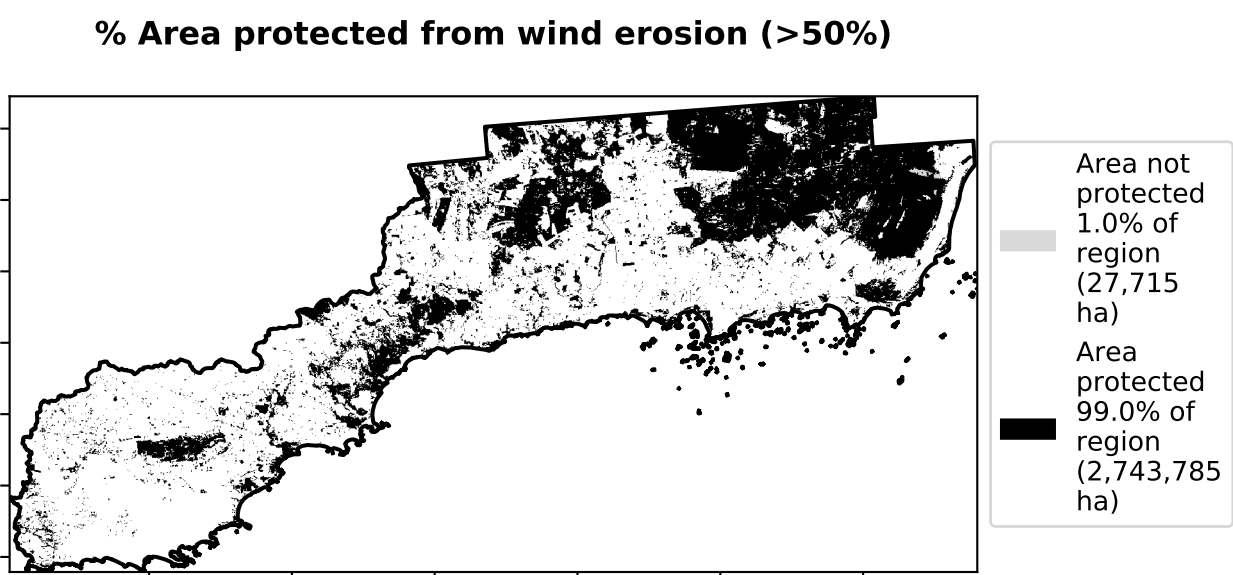 % Area protected from wind erosion (>50%)
Area not
protected
1.0% of
region
(27,715
ha)
Area
protected
99.0% of
region
(2,743,785
ha)